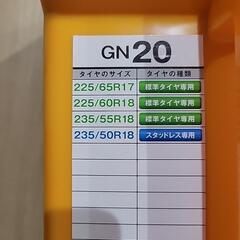 GN20
タイヤのサイズ タイヤの種類
225/65R17 標準タイヤ専用
225/60R18 標準タイヤ専用
235/55R18 標準タイヤ専用
235/50R18 スタッドレス専用